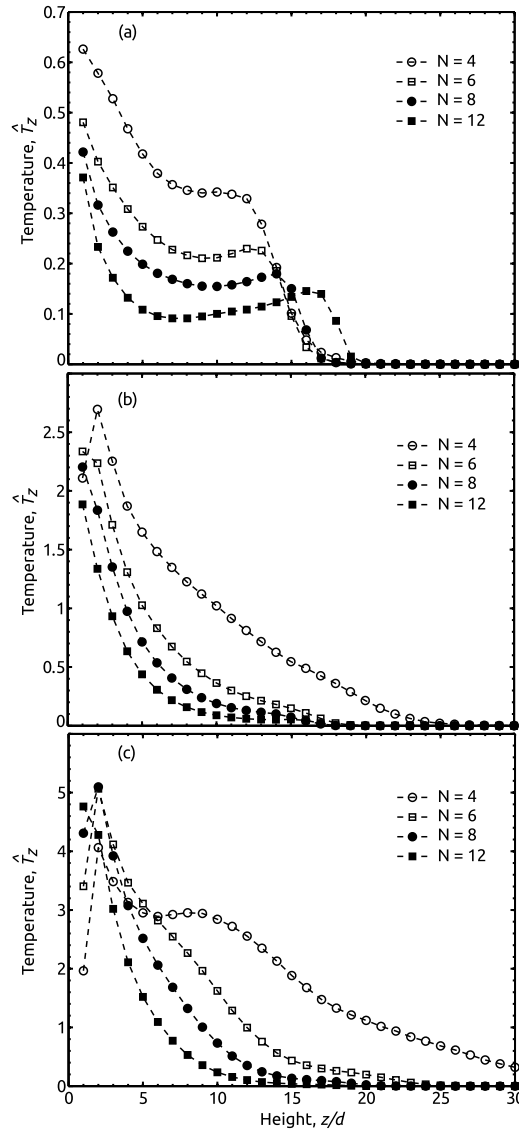 (a)
0.7
0.6
0.5
0.4
0.3
0.2
0.1
0
Temperature, T̂z
N = 4
N = 6
N = 8
N = 12
(b)
2.5
2
1.5
1
0.5
0
Temperature, T̂z
N = 4
N = 6
N = 8
N = 12
(c)
5
4
3
2
1
0
Temperature, T̂z
N = 4
N = 6
N = 8
N = 12
0 5 10 15 20 25 30
Height, z/d